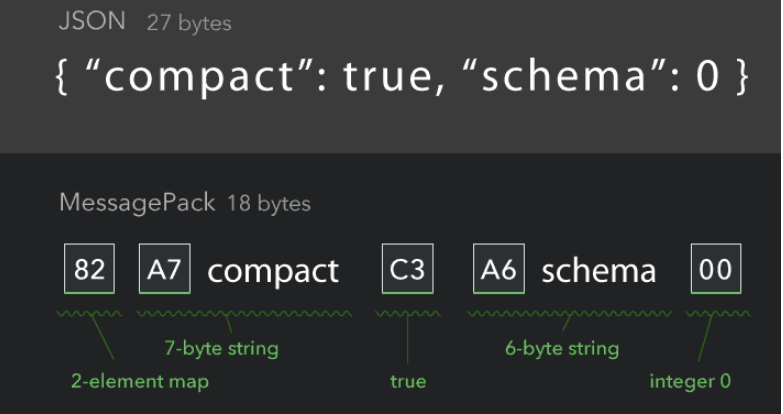 JSON 27 bytes
{ “compact”: true, “schema”: 0 }
MessagePack 18 bytes
82 A7 compact C3 A6 schema 00
7-byte string 6-byte string
2-element map true integer 0